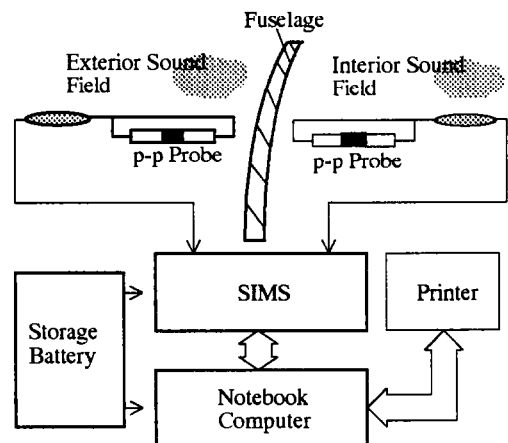 Fuselage
Exterior Sound
Field
Interior Sound
Field
p-p Probe
p-p Probe
SIMS
Printer
Storage
Battery
Notebook
Computer